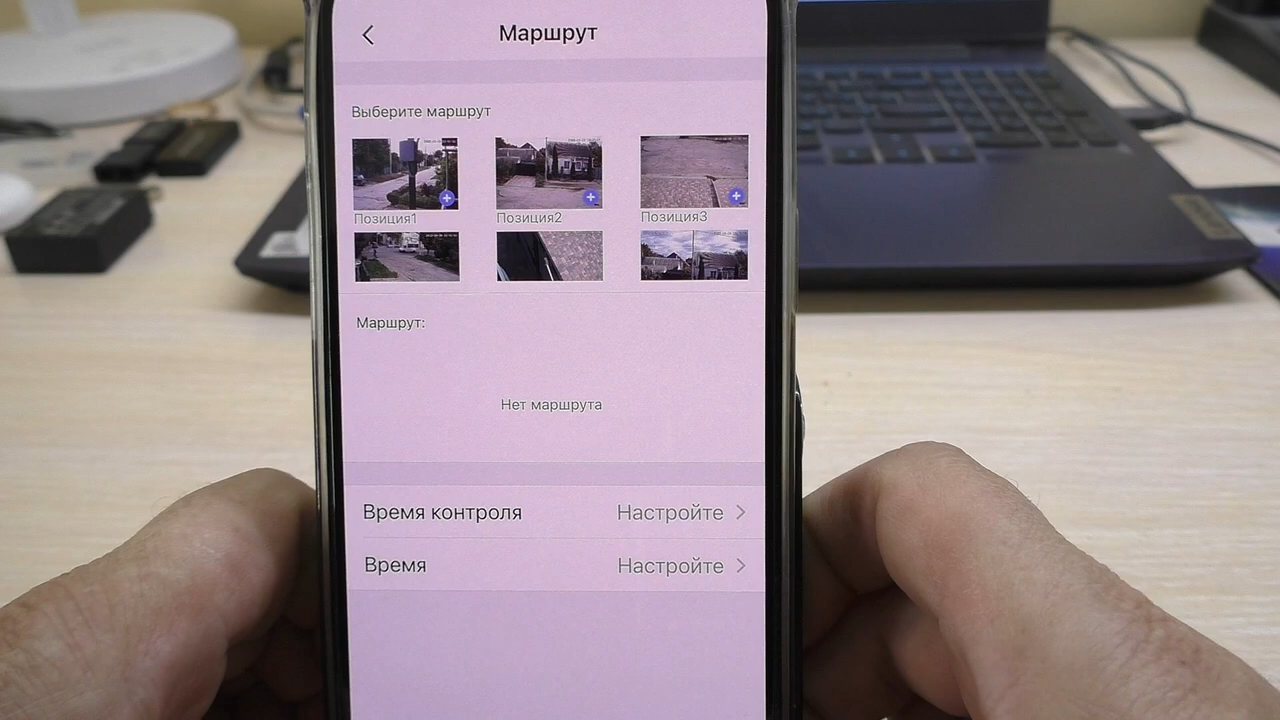 Маршрут
Выберите маршрут
Позиция1 Позиция2 Позиция3
Маршрут:
Нет маршрута
Время контроля Настройте
Время Настройте